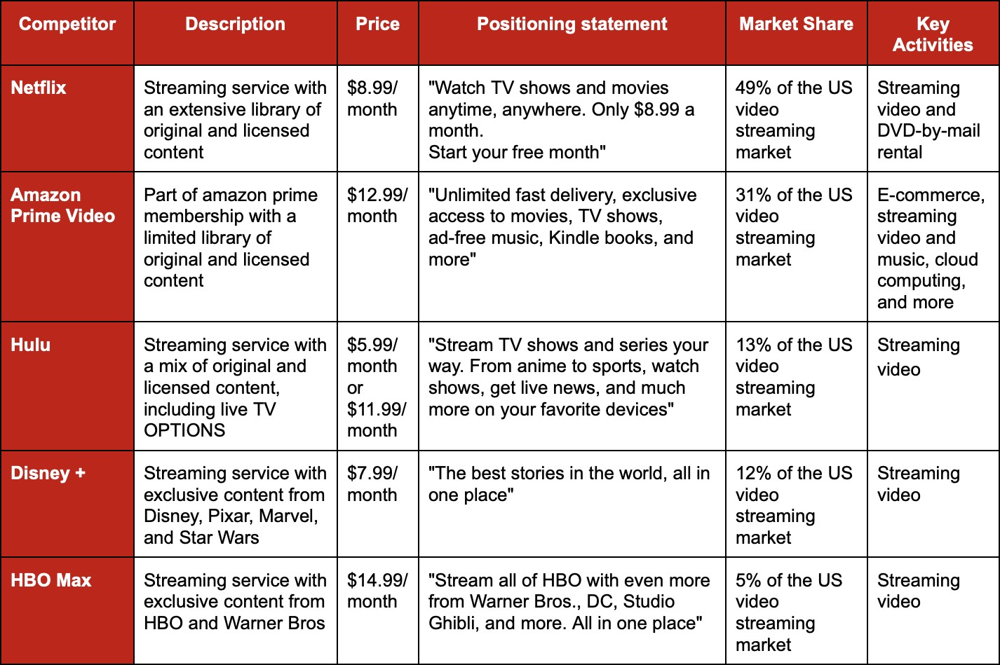 Competitor
Description
Price
Positioning statement
Market Share
Key
Activities
Netflix
Streaming service with
an extensive library of
original and licensed
content
$8.99/
month
"Watch TV shows and movies
anytime, anywhere. Only $8.99 a
month.
Start your free month"
49% of the US
video
streaming
market
Streaming
video and
DVD-by-mail
rental
Amazon
Prime Video
Part of amazon prime
membership with a
limited library of
original and licensed
content
$12.99/
month
"Unlimited fast delivery, exclusive
access to movies, TV shows,
ad-free music, Kindle books, and
more"
31% of the US
video
streaming
market
E-commerce,
streaming
video and
music, cloud
computing,
and more
Hulu
Streaming service with
a mix of original and
licensed content,
including live TV
OPTIONS
$5.99/
month
or
$11.99/
month
"Stream TV shows and series your
way. From anime to sports, watch
shows, get live news, and much
more on your favorite devices"
13% of the US
video
streaming
market
Streaming
video
Disney +
Streaming service with
exclusive content from
Disney, Pixar, Marvel,
and Star Wars
$7.99/
month
"The best stories in the world, all in
one place"
12% of the US
video
streaming
market
Streaming
video
HBO Max
Streaming service with
exclusive content from
HBO and Warner Bros
$14.99/
month
"Stream all of HBO with even more
from Warner Bros., DC, Studio
Ghibli, and more. All in one place"
5% of the US
video
streaming
market
Streaming
video